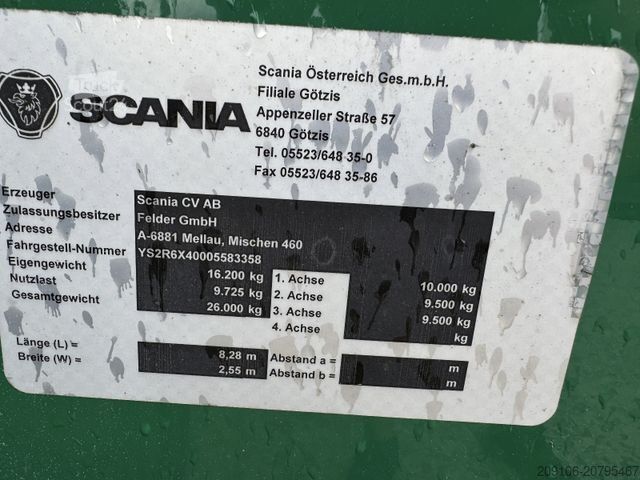 SCANIA
Scania Österreich Ges.m.b.H.
Filiale Götzis
Appenzeller Straße 57
6840 Götzis
Tel. 05523/648 35-0
Fax 05523/648 35-86
Erzeuger Scania CV AB
Zulassungsbesitzer Felder GmbH
Adresse A-6881 Mellau, Mischen 460
Fahrgestell-Nummer YS2R6X40005583358
Eigengewicht 16.200 kg 1. Achse 10.000 kg
Nutzlast 9.725 kg 2. Achse 9.500 kg
Gesamtgewicht 26.000 kg 3. Achse 9.500 kg
4. Achse kg
Länge (L) = 8,28 m Abstand a = m
Breite (W) = 2,55 m Abstand b = m
209106-20795467